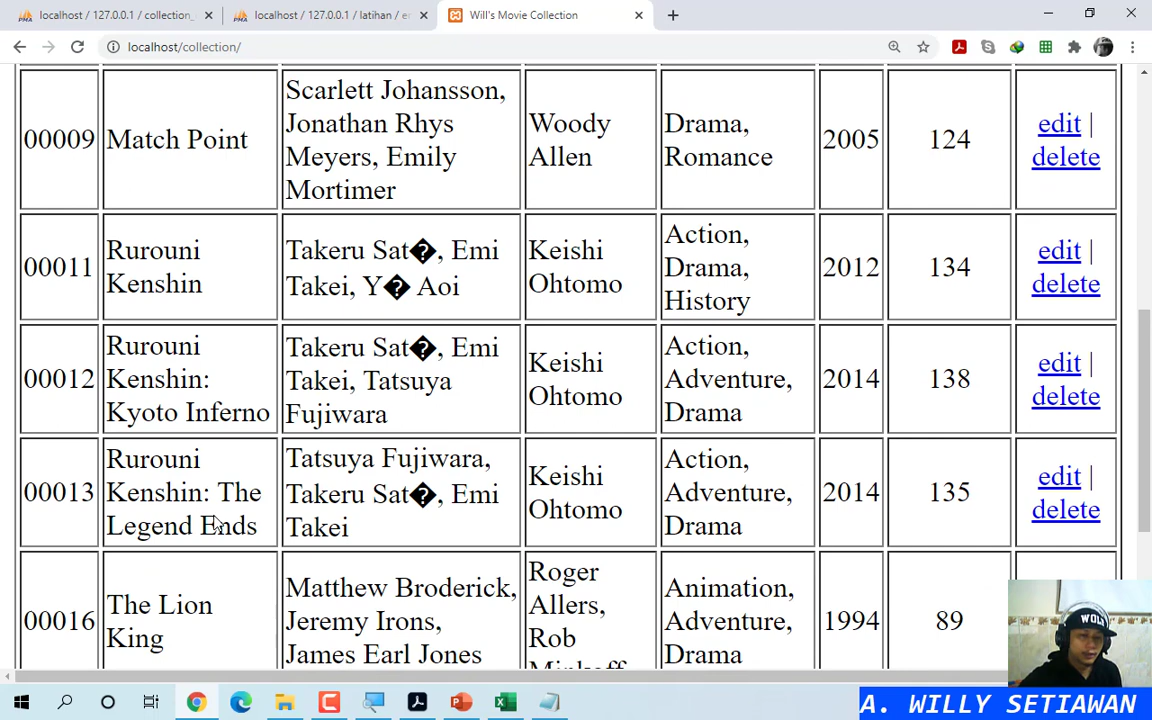 localhost / 127.0.0.1 / collection_
localhost / 127.0.0.1 / latihan / e
Will's Movie Collection
localhost/collection/
00009
Match Point
Scarlett Johansson,
Jonathan Rhys
Meyers, Emily
Mortimer
Woody
Allen
Drama,
Romance
2005
124
edit |
delete
00011
Rurouni
Kenshin
Takeru Sat�, Emi
Takei, Y� Aoi
Keishi
Ohtomo
Action,
Drama,
History
2012
134
edit |
delete
00012
Rurouni
Kenshin:
Kyoto Inferno
Takeru Sat�, Emi
Takei, Tatsuya
Fujiwara
Keishi
Ohtomo
Action,
Adventure,
Drama
2014
138
edit |
delete
00013
Rurouni
Kenshin: The
Legend Ends
Tatsuya Fujiwara,
Takeru Sat�, Emi
Takei
Keishi
Ohtomo
Action,
Adventure,
Drama
2014
135
edit |
delete
00016
The Lion
King
Matthew Broderick,
Jeremy Irons,
James Earl Jones
Roger
Allers,
Rob
Minkoff
Animation,
Adventure,
Drama
1994
89
WOLV
A. WILLY SETIAWAN